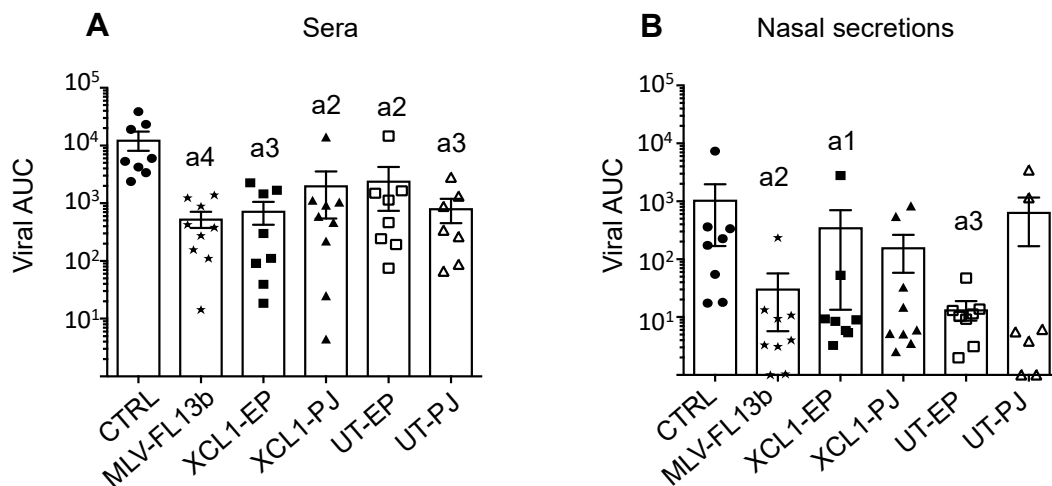 A Sera
Viral AUC
10^5
10^4
10^3
10^2
10^1
a4 a3 a2 a2 a3
CTRL MLV-FL13b XCL1-EP XCL1-PJ UT-EP UT-PJ
B Nasal secretions
Viral AUC
10^5
10^4
10^3
10^2
10^1
a2 a1 a3
CTRL MLV-FL13b XCL1-EP XCL1-PJ UT-EP UT-PJ